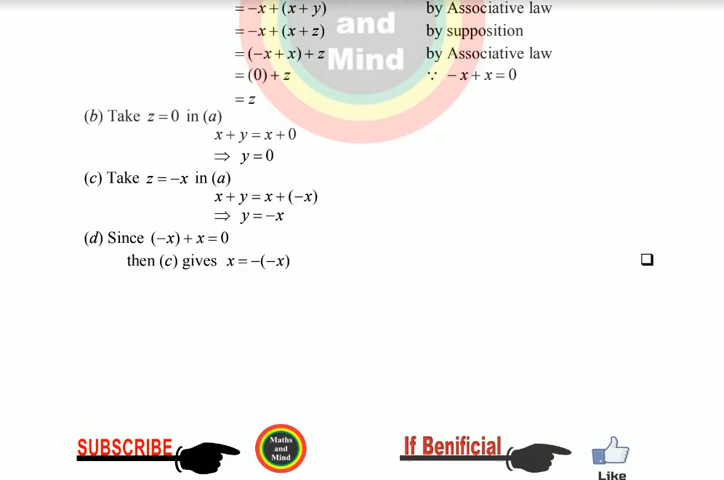 = −x + (x + y) by Associative law
= −x + (x + z) by supposition
= (−x + x) + z by Associative law
= (0) + z ∵ −x + x = 0
= z
and
Mind
(b) Take z = 0 in (a)
x + y = x + 0
⇒ y = 0
(c) Take z = −x in (a)
x + y = x + (−x)
⇒ y = −x
(d) Since (−x) + x = 0
then (c) gives x = −(−x) ❑
SUBSCRIBE
Maths
and
Mind
If Benificial
Like